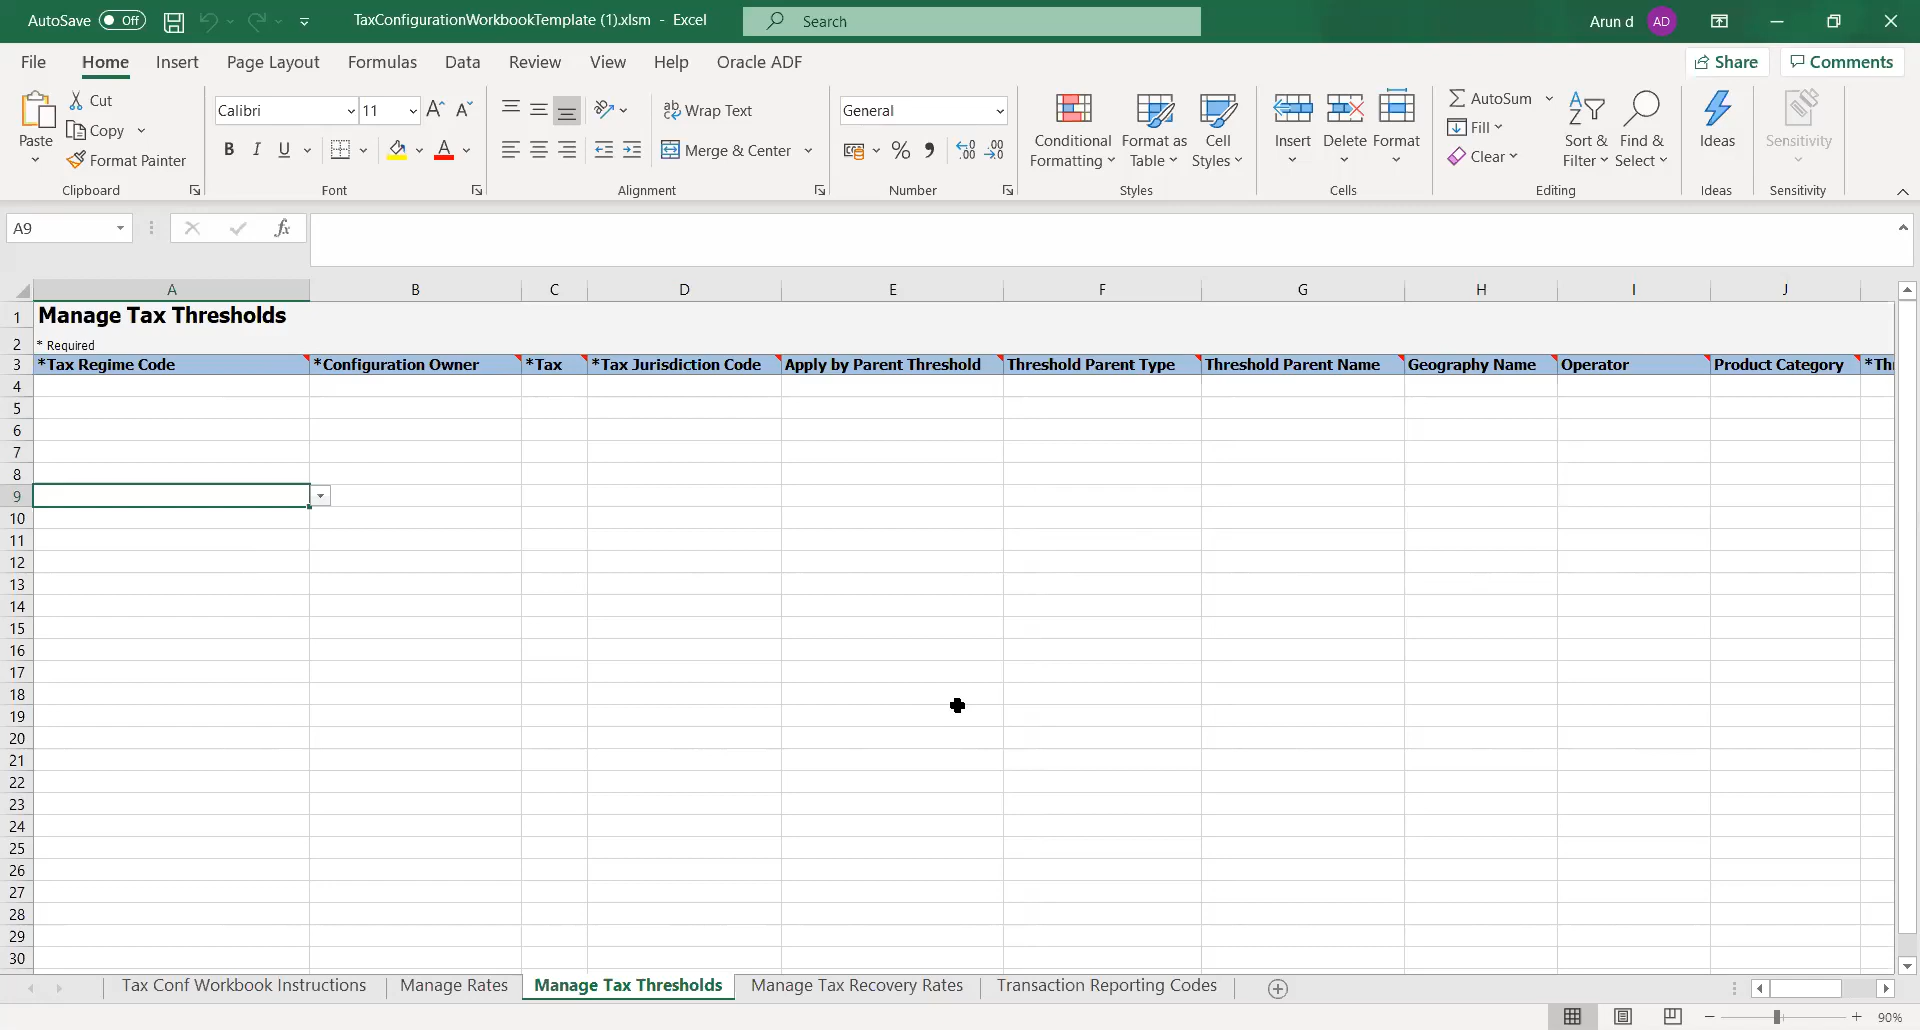 AutoSave Off TaxConfigurationWorkbookTemplate (1).xlsm - Excel Search Arun d AD
File Home Insert Page Layout Formulas Data Review View Help Oracle ADF Share Comments
Paste Cut Copy Format Painter Clipboard
Calibri 11 B I U A Font
Wrap Text Merge & Center Alignment
General % Number
Conditional Formatting Format as Table Cell Styles Styles
Insert Delete Format Cells
AutoSum Fill Clear Sort & Filter Find & Select Editing
Ideas Ideas
Sensitivity Sensitivity
A9 fx
A B C D E F G H I J
1 Manage Tax Thresholds
2 * Required
3 *Tax Regime Code *Configuration Owner *Tax *Tax Jurisdiction Code Apply by Parent Threshold Threshold Parent Type Threshold Parent Name Geography Name Operator Product Category *Thr
4
5
6
7
8
9
10
11
12
13
14
15
16
17
18
19
20
21
22
23
24
25
26
27
28
29
30
Tax Conf Workbook Instructions Manage Rates Manage Tax Thresholds Manage Tax Recovery Rates Transaction Reporting Codes
90%